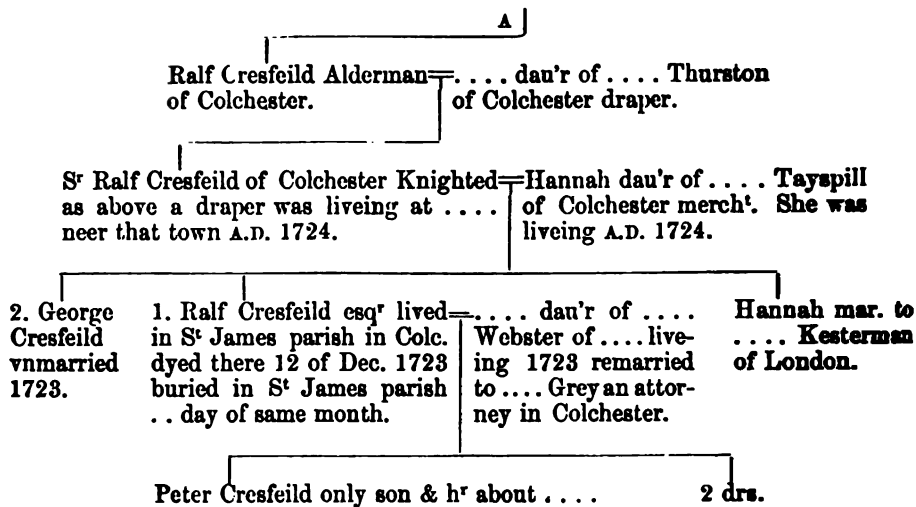 A
Ralf Cresfeild Alderman=.... dau'r of .... Thurston
of Colchester.
of Colchester draper.
Sʳ Ralf Cresfeild of Colchester Knighted=Hannah dau'r of .... Tayspill
as above a draper was liveing at ....
neer that town A.D. 1724.
of Colchester merchᵗ. She was
liveing A.D. 1724.
2. George
Cresfeild
vnmarried
1723.
1. Ralf Cresfeild esqʳ lived=
in Sᵗ James parish in Colc.
dyed there 12 of Dec. 1723
buried in Sᵗ James parish
.. day of same month.
.... dau'r of ....
Webster of .... live-
ing 1723 remarried
to .... Grey an attor-
ney in Colchester.
Hannah mar. to
.... Kesterman
of London.
Peter Cresfeild only son & hʳ about ....
2 drs.